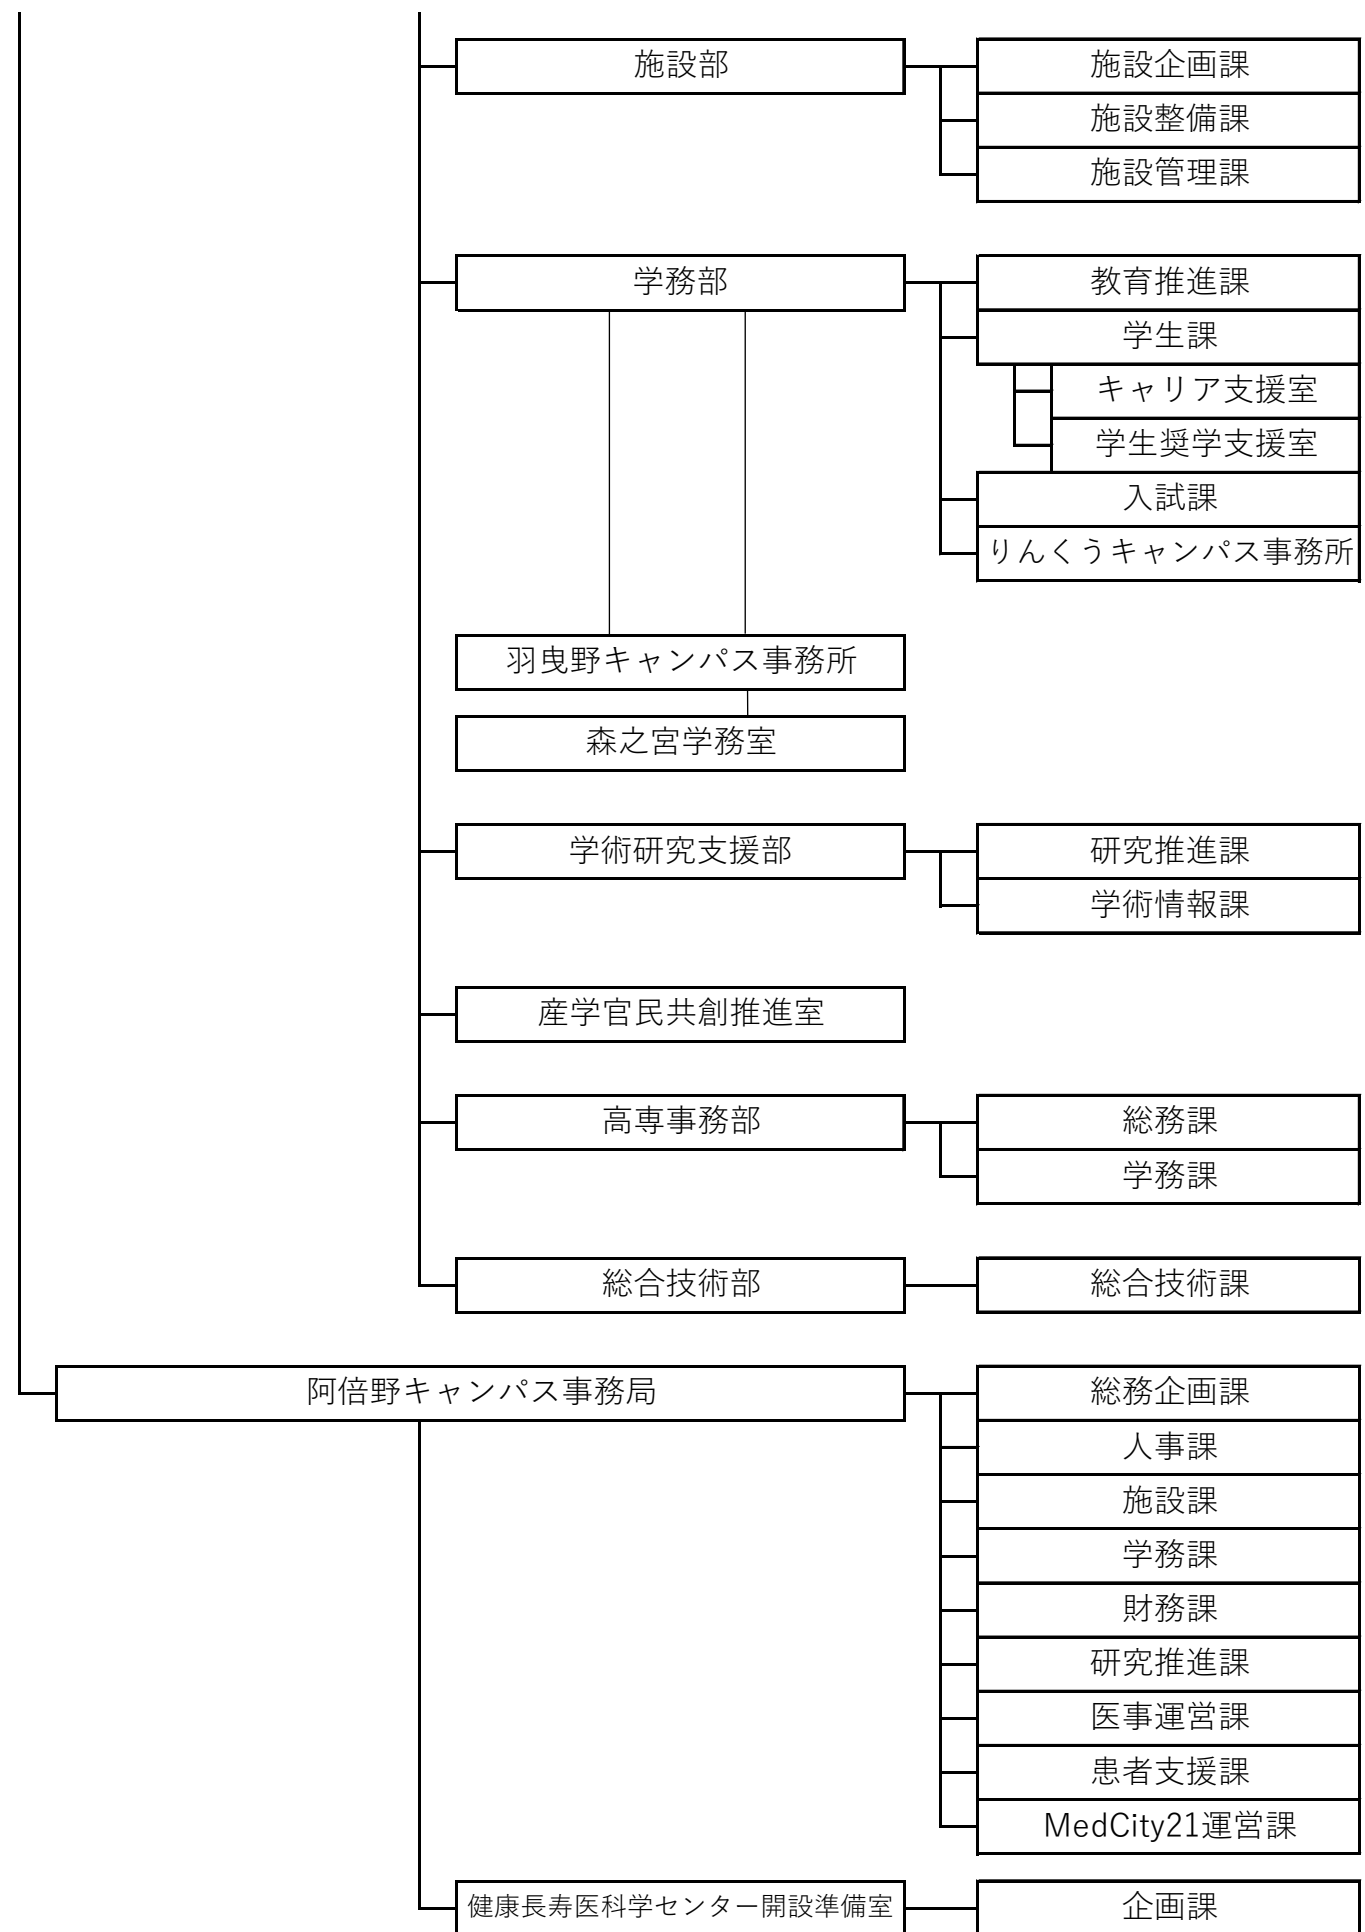 施設部
施設企画課
施設整備課
施設管理課
学務部
教育推進課
学生課
キャリア支援室
学生奨学支援室
入試課
りんくうキャンパス事務所
羽曳野キャンパス事務所
森之宮学務室
学術研究支援部
研究推進課
学術情報課
産学官民共創推進室
高専事務部
総務課
学務課
総合技術部
総合技術課
阿倍野キャンパス事務局
総務企画課
人事課
施設課
学務課
財務課
研究推進課
医事運営課
患者支援課
MedCity21運営課
健康長寿医科学センター開設準備室
企画課